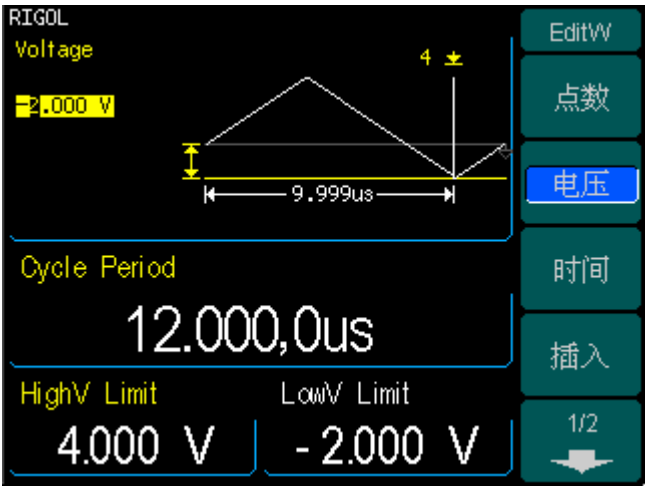 RIGOL
EditW
Voltage
4
-2.000 V
点数
9.999us
电压
Cycle Period
时间
12.000,0us
插入
HighV Limit
LowV Limit
4.000 V
- 2.000 V
1/2